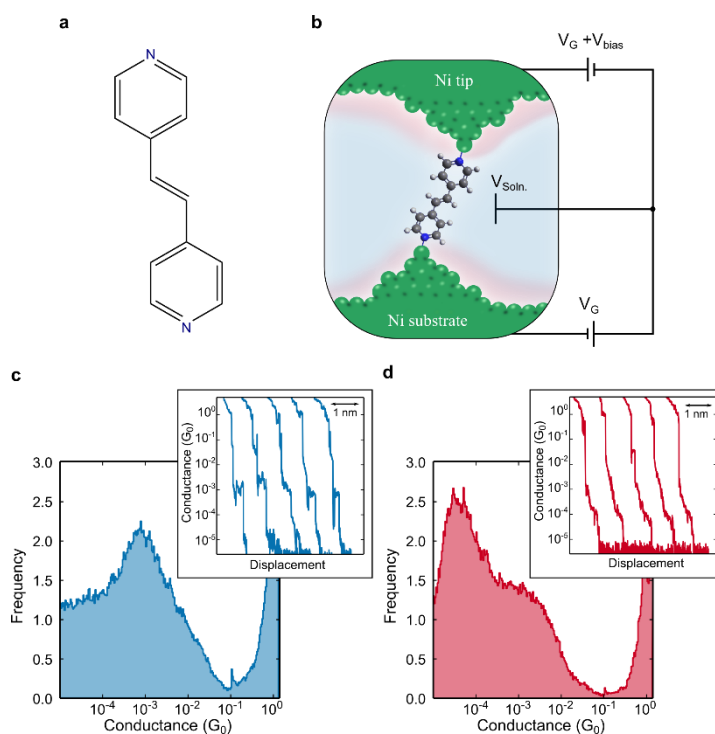 a
N
N
b
V_G +V_bias
Ni tip
V_Soln.
Ni substrate
V_G
c
Conductance (G_0)
10^0
10^-1
10^-2
10^-3
10^-4
10^-5
1 nm
Displacement
Frequency
3.0
2.5
2.0
1.5
1.0
0.5
0.0
10^-4 10^-3 10^-2 10^-1 10^0
Conductance (G_0)
d
Conductance (G_0)
10^0
10^-1
10^-2
10^-3
10^-4
10^-5
1 nm
Displacement
Frequency
3.0
2.5
2.0
1.5
1.0
0.5
0.0
10^-4 10^-3 10^-2 10^-1 10^0
Conductance (G_0)